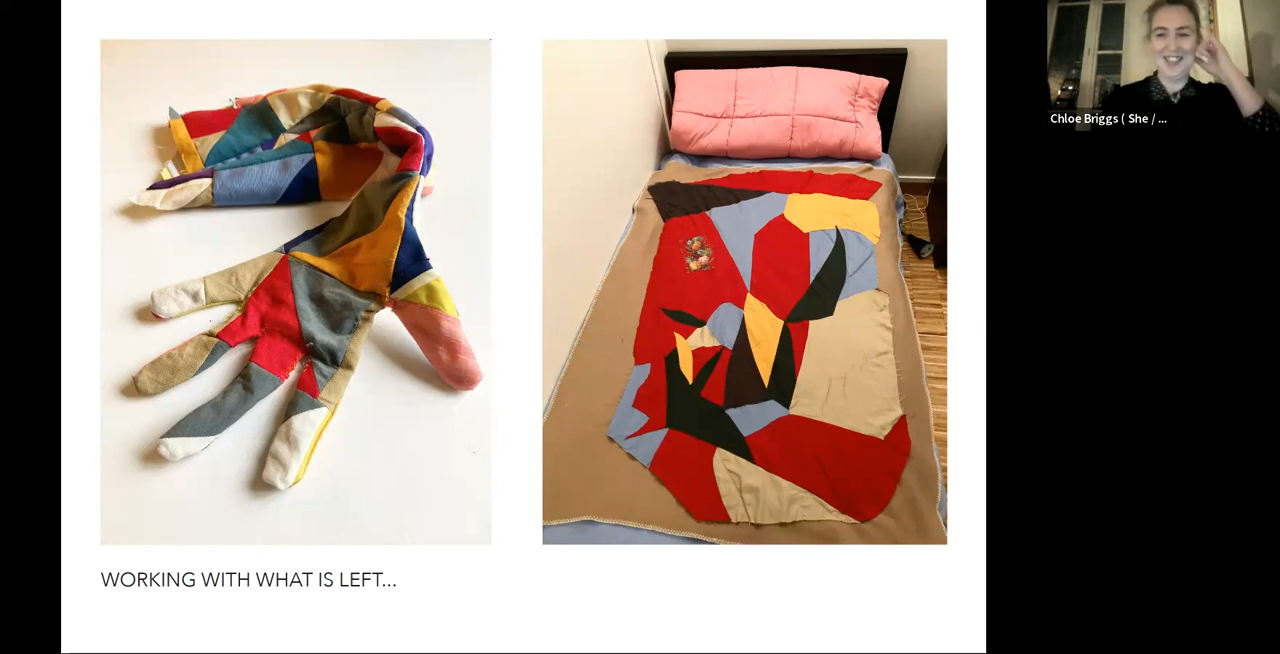 Chloe Briggs ( She / ...
WORKING WITH WHAT IS LEFT...